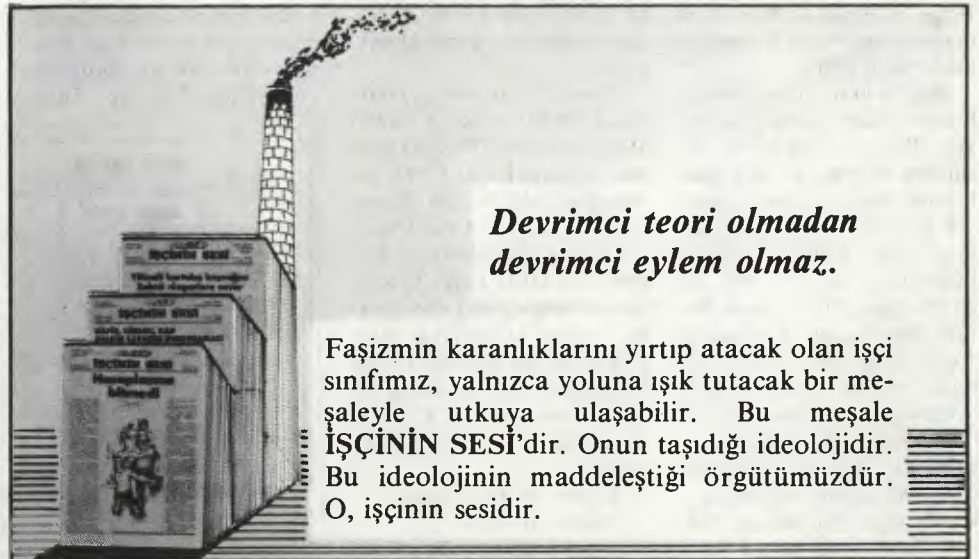 İŞÇİNİN SESİ
İŞÇİNİN SESİ
İŞÇİNİN SESİ
Devrimci teori olmadan
devrimci eylem olmaz.
Faşizmin karanlıklarını yırtıp atacak olan işçi
sınıfımız, yalnızca yoluna ışık tutacak bir me-
şaleyle utkuya ulaşabilir. Bu meşale
İŞÇİNİN SESİ'dir. Onun taşıdığı ideolojidir.
Bu ideolojinin maddeleştiği örgütümüzdür.
O, işçinin sesidir.